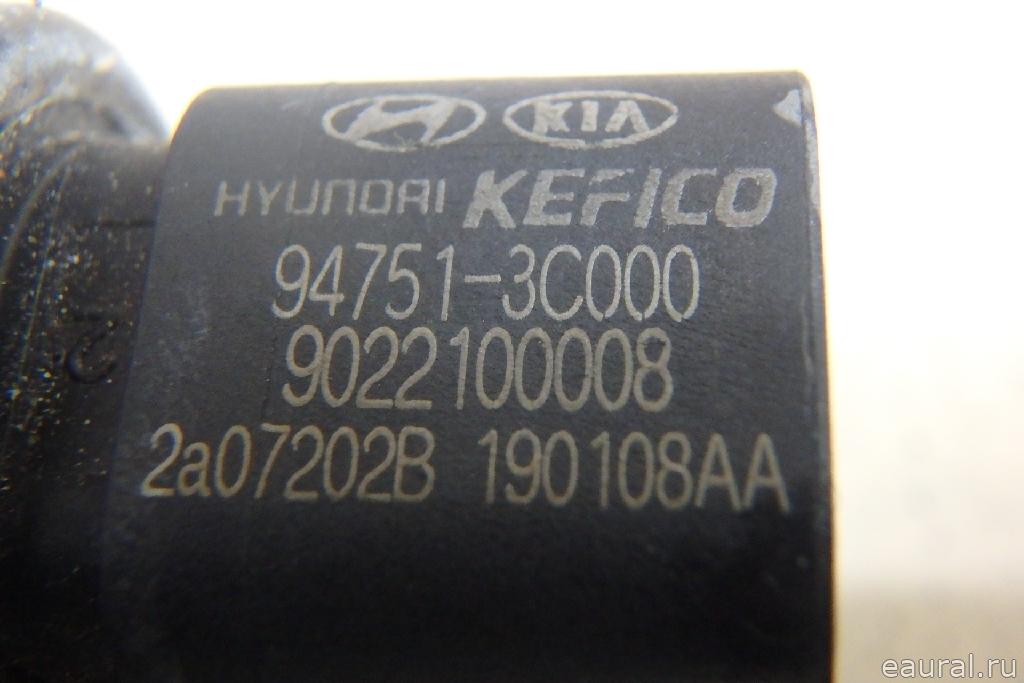 KIA
HYUNDAI KEFICO
94751-3C000
9022100008
2a07202B 190108AA
eaural.ru